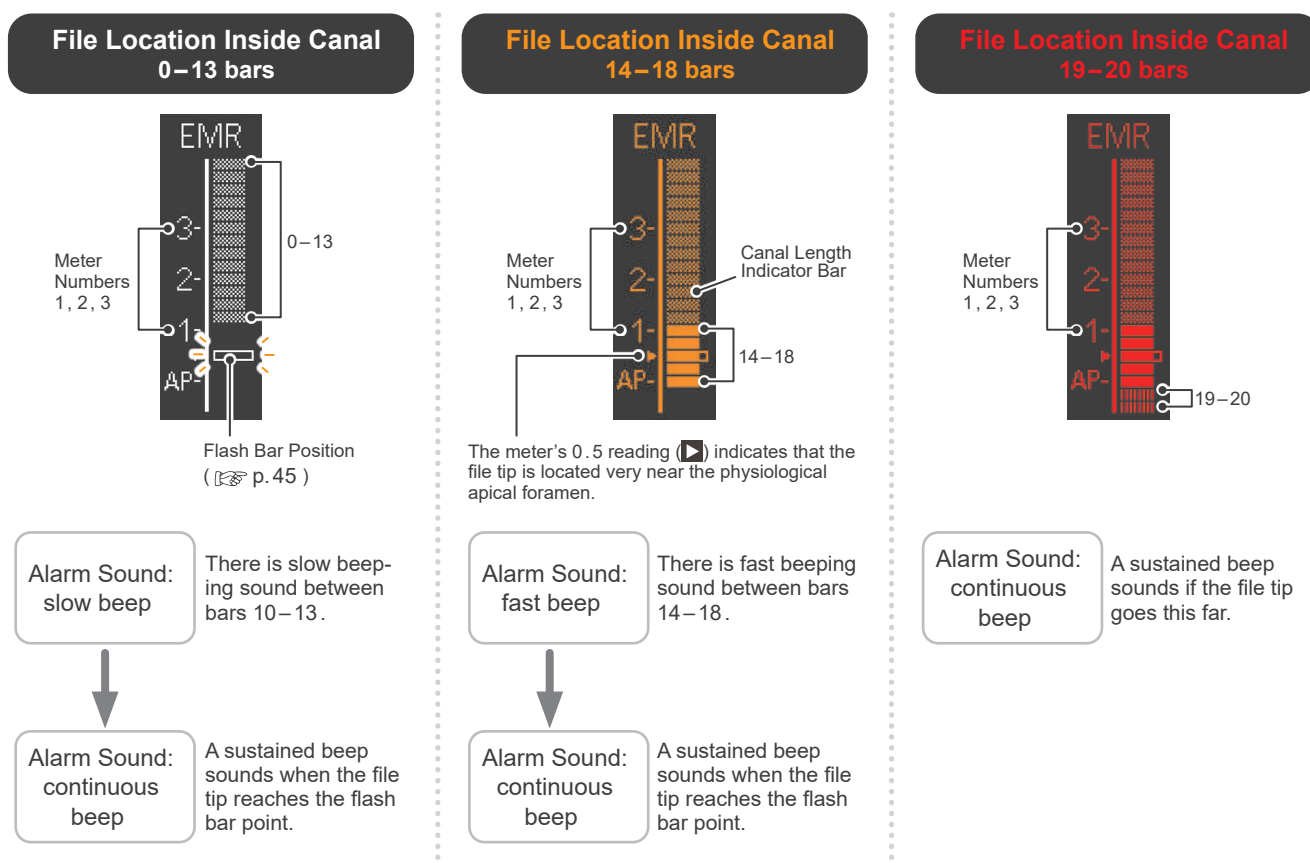 File Location Inside Canal
0–13 bars
EMR
3-
2-
1-
AP-
0–13
Meter
Numbers
1, 2, 3
Flash Bar Position
( p. 45 )
Alarm Sound:
slow beep
There is slow beep-
ing sound between
bars 10–13.
Alarm Sound:
continuous
beep
A sustained beep
sounds when the file
tip reaches the flash
bar point.
File Location Inside Canal
14–18 bars
EMR
3-
2-
1-
AP-
Meter
Numbers
1, 2, 3
Canal Length
Indicator Bar
14–18
The meter's 0.5 reading (▶) indicates that the
file tip is located very near the physiological
apical foramen.
Alarm Sound:
fast beep
There is fast beeping
sound between bars
14–18.
Alarm Sound:
continuous
beep
A sustained beep
sounds when the file
tip reaches the flash
bar point.
File Location Inside Canal
19–20 bars
EMR
3-
2-
1-
AP-
Meter
Numbers
1, 2, 3
19–20
Alarm Sound:
continuous
beep
A sustained beep
sounds if the file tip
goes this far.